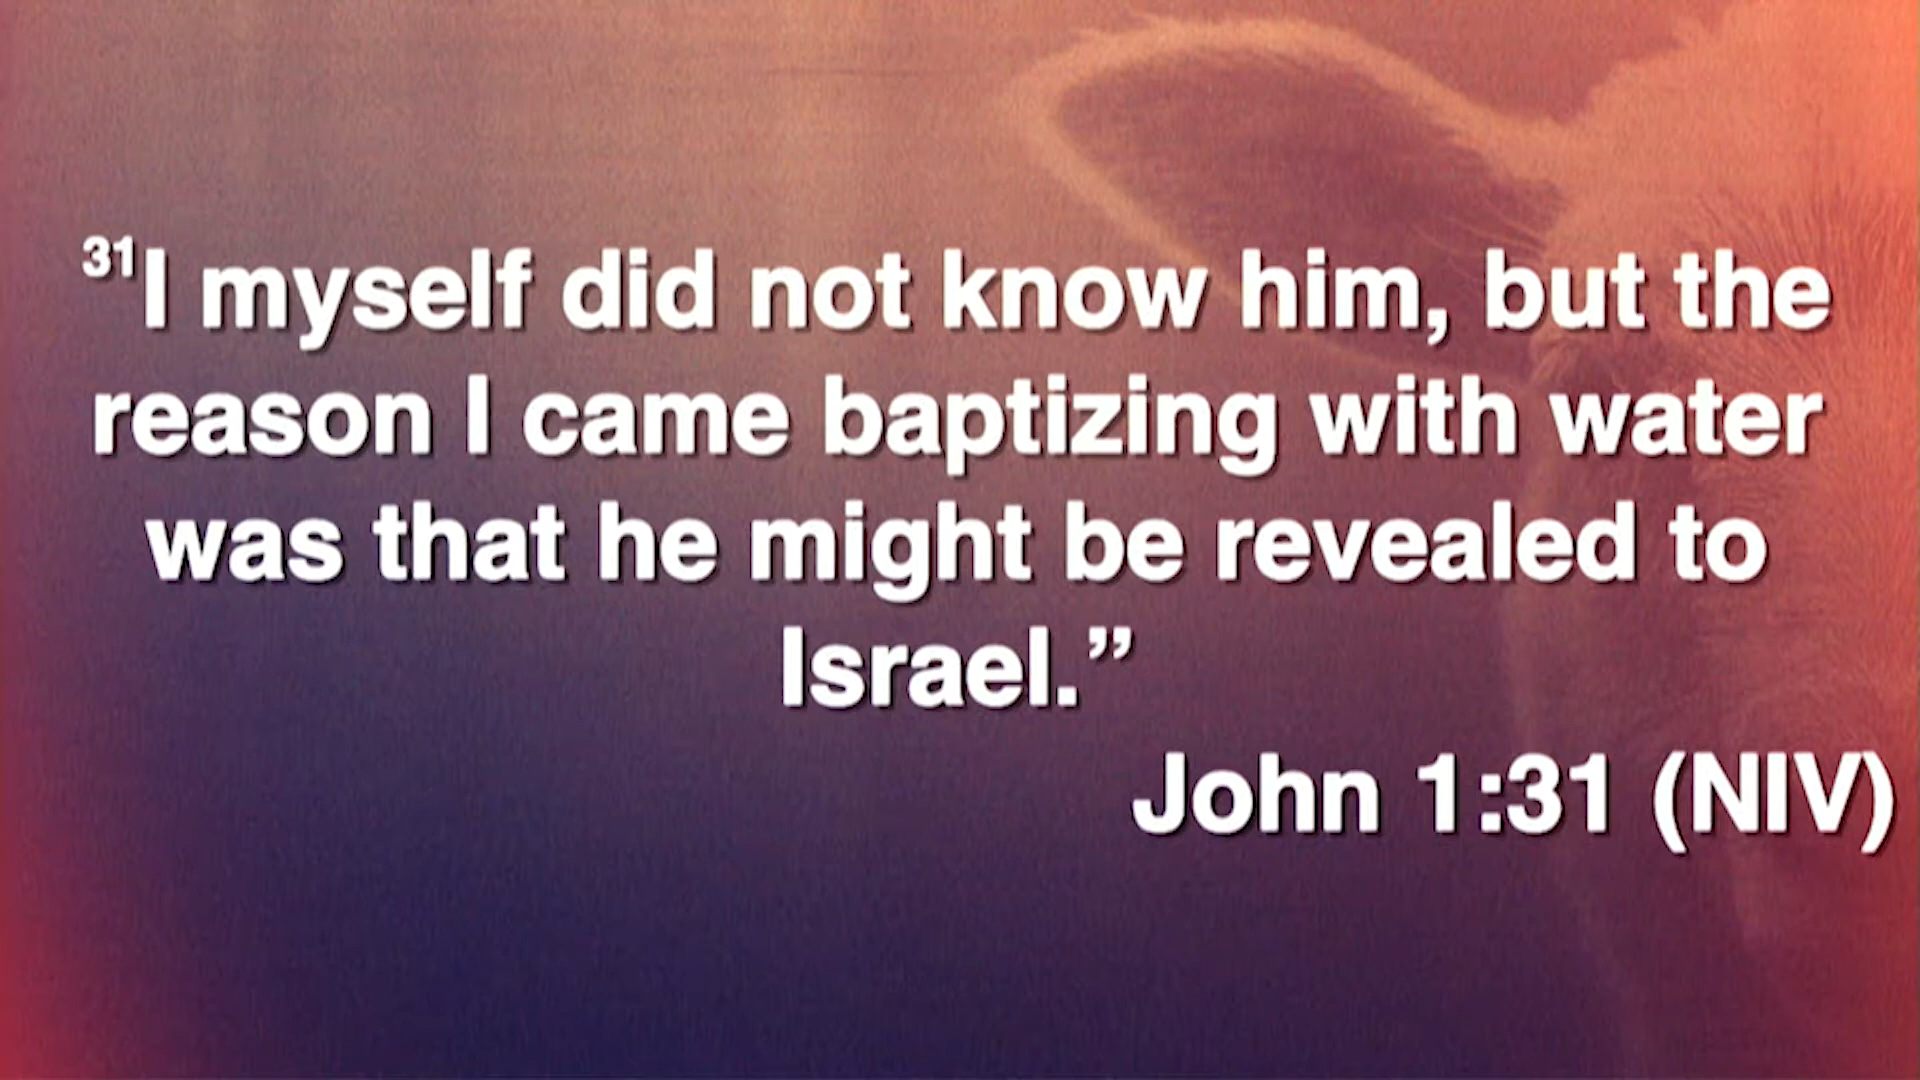 ³¹I myself did not know him, but the
reason I came baptizing with water
was that he might be revealed to
Israel.”
John 1:31 (NIV)